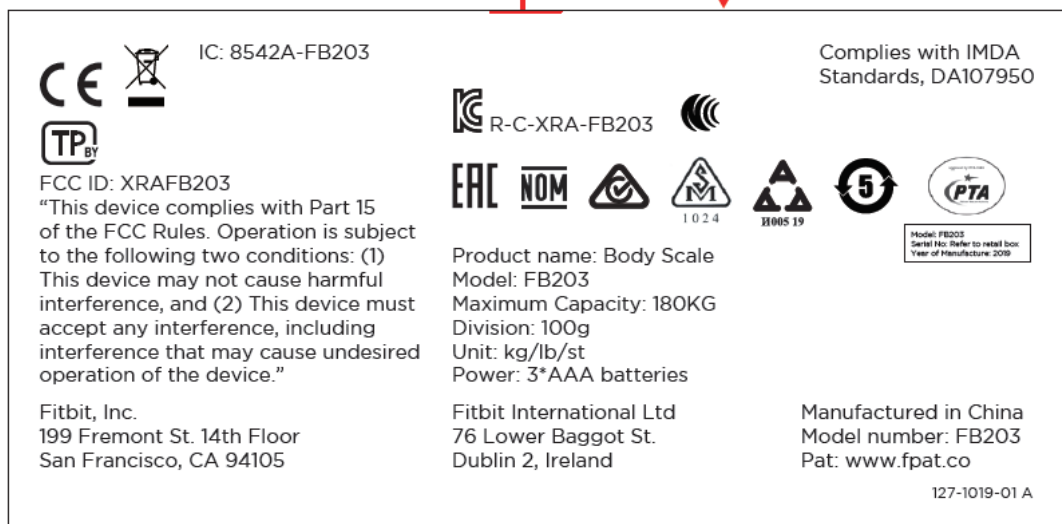 IC: 8542A-FB203
Complies with IMDA
Standards, DA107950
CE
TP BY
R-C-XRA-FB203
FCC ID: XRAFB203
“This device complies with Part 15
of the FCC Rules. Operation is subject
to the following two conditions: (1)
This device may not cause harmful
interference, and (2) This device must
accept any interference, including
interference that may cause undesired
operation of the device.”
Fitbit, Inc.
199 Fremont St. 14th Floor
San Francisco, CA 94105
EAC
NOM
1024
И005 19
5
PTA
Model: FB203
Serial No: Refer to retail box
Year of Manufacture: 2019
Product name: Body Scale
Model: FB203
Maximum Capacity: 180KG
Division: 100g
Unit: kg/lb/st
Power: 3*AAA batteries
Fitbit International Ltd
76 Lower Baggot St.
Dublin 2, Ireland
Manufactured in China
Model number: FB203
Pat: www.fpat.co
127-1019-01 A